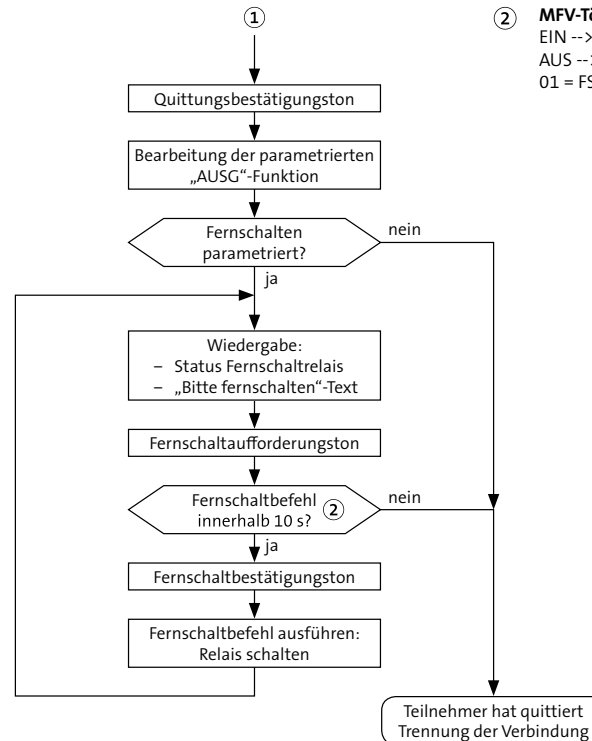 ①
② MFV-Tö
EIN -->
AUS --
01 = FS
Quittungsbestätigungston
Bearbeitung der parametrierten
„AUSG“-Funktion
Fernschalten
parametriert?
nein
ja
Wiedergabe:
– Status Fernschaltrelais
– „Bitte fernschalten“-Text
Fernschaltaufforderungston
Fernschaltbefehl
innerhalb 10 s? ②
nein
ja
Fernschaltbestätigungston
Fernschaltbefehl ausführen:
Relais schalten
Teilnehmer hat quittiert
Trennung der Verbindung